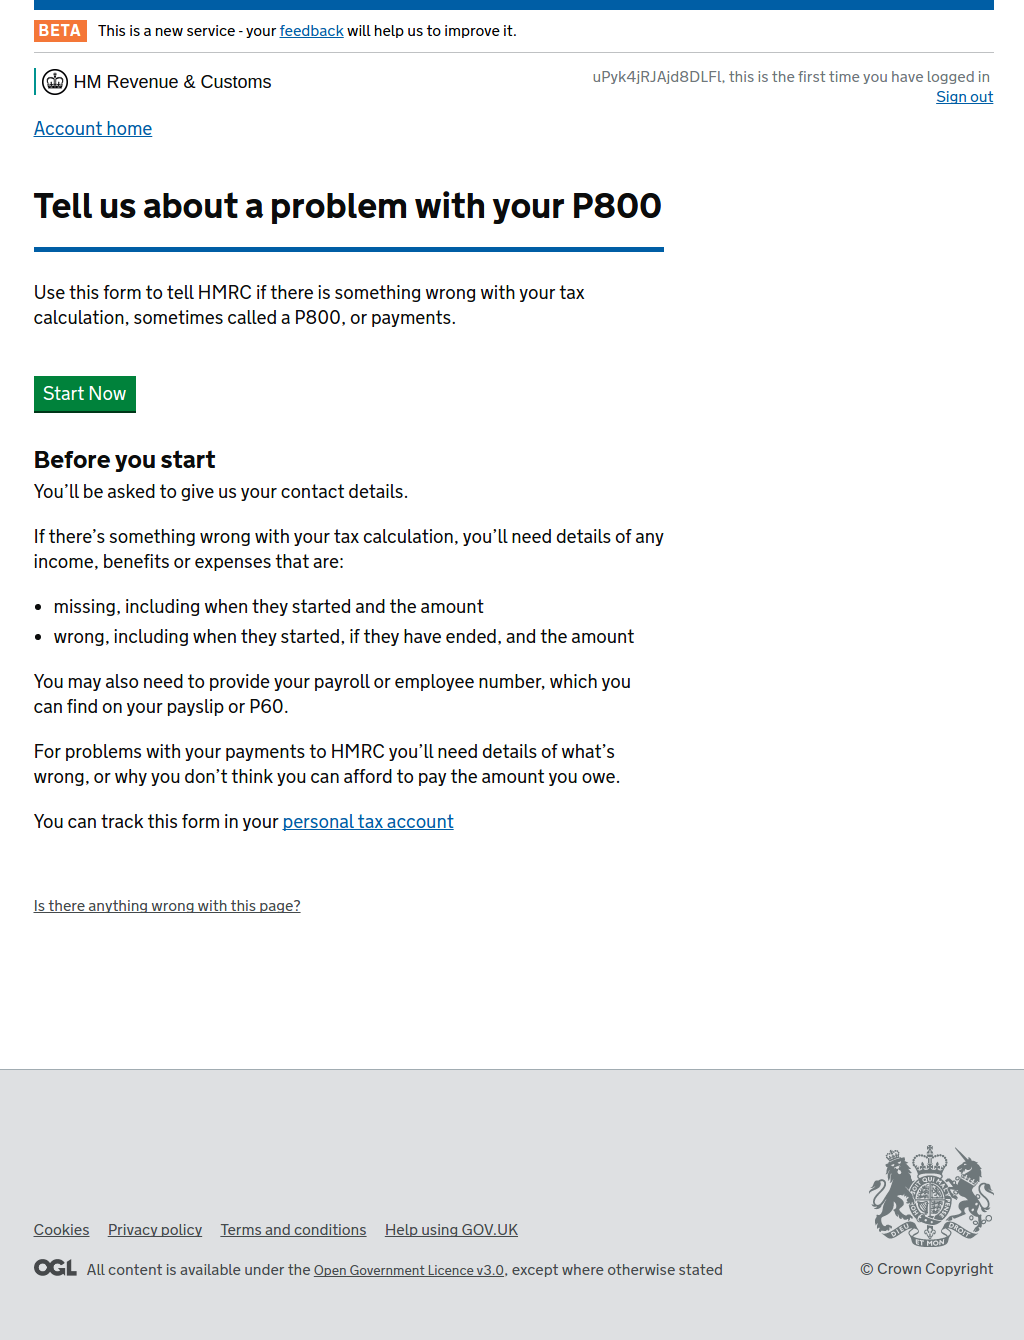 BETA This is a new service - your feedback will help us to improve it.
HM Revenue & Customs
uPyk4jRJAjd8DLFl, this is the first time you have logged in
Sign out
Account home
Tell us about a problem with your P800
Use this form to tell HMRC if there is something wrong with your tax
calculation, sometimes called a P800, or payments.
Start Now
Before you start
You’ll be asked to give us your contact details.
If there’s something wrong with your tax calculation, you’ll need details of any
income, benefits or expenses that are:
• missing, including when they started and the amount
• wrong, including when they started, if they have ended, and the amount
You may also need to provide your payroll or employee number, which you
can find on your payslip or P60.
For problems with your payments to HMRC you’ll need details of what’s
wrong, or why you don’t think you can afford to pay the amount you owe.
You can track this form in your personal tax account
Is there anything wrong with this page?
Cookies Privacy policy Terms and conditions Help using GOV.UK
OGL All content is available under the Open Government Licence v3.0, except where otherwise stated
DIEU ET MON DROIT
© Crown Copyright